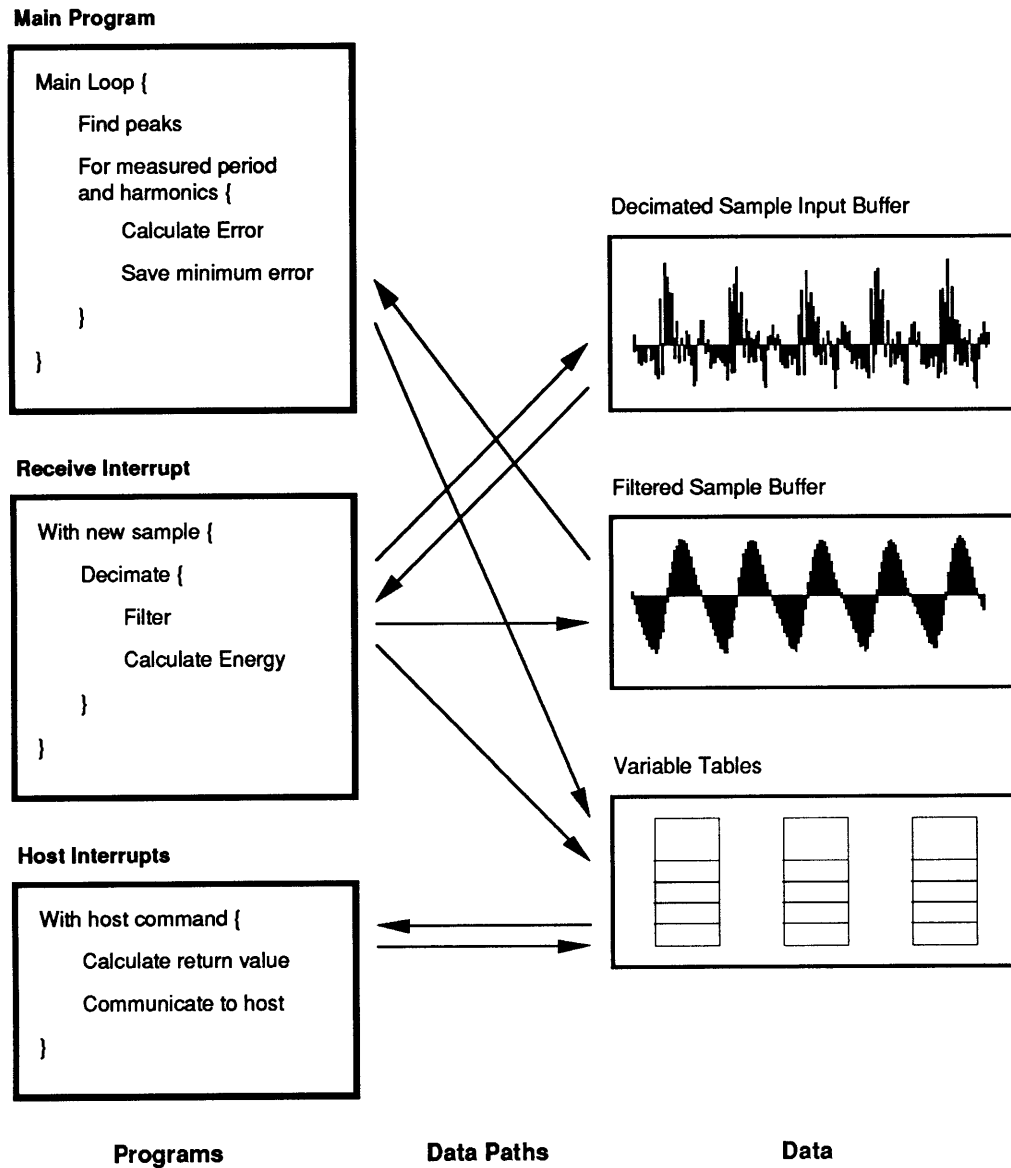 Main Program
Main Loop {
Find peaks
For measured period
and harmonics {
Calculate Error
Save minimum error
}
}
Receive Interrupt
With new sample {
Decimate {
Filter
Calculate Energy
}
}
Host Interrupts
With host command {
Calculate return value
Communicate to host
}
Decimated Sample Input Buffer
Filtered Sample Buffer
Variable Tables
Programs
Data Paths
Data